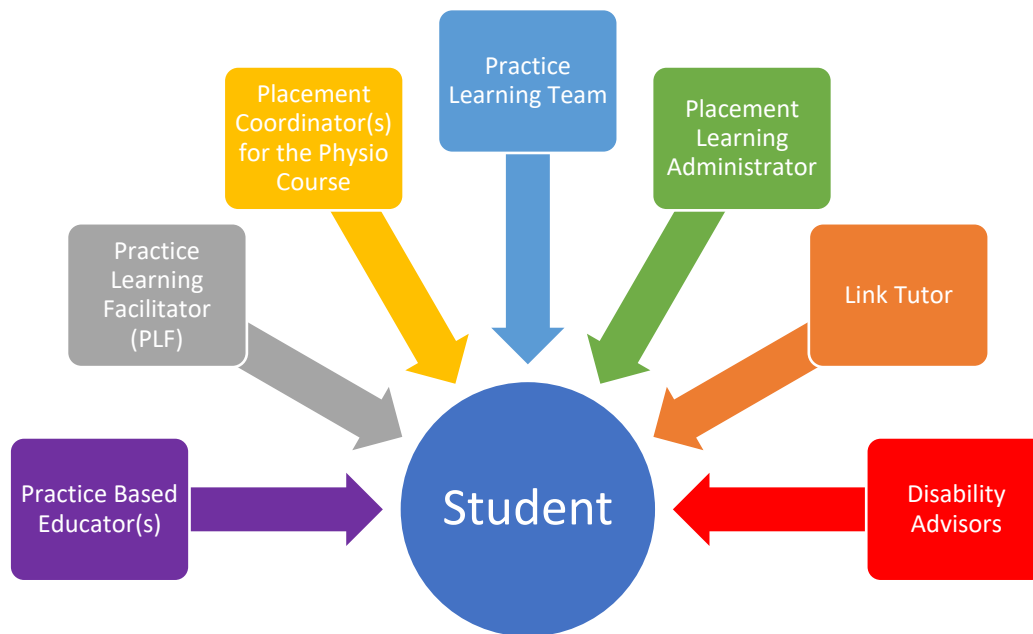 Practice
Learning Team
Placement
Coordinator(s)
for the Physio
Course
Placement
Learning
Administrator
Practice
Learning
Facilitator
(PLF)
Link Tutor
Practice Based
Educator(s)
Student
Disability
Advisors